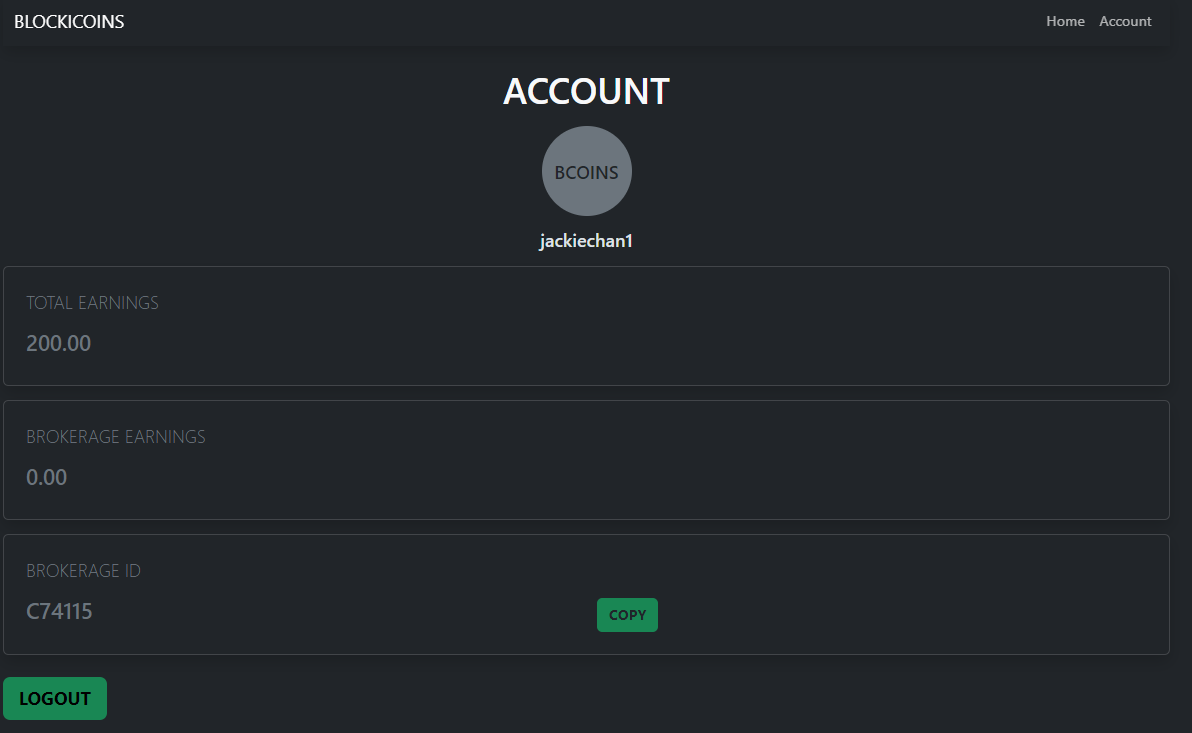 BLOCKICOINS Home Account
ACCOUNT
BCOINS
jackiechan1
TOTAL EARNINGS
200.00
BROKERAGE EARNINGS
0.00
BROKERAGE ID
C74115 COPY
LOGOUT